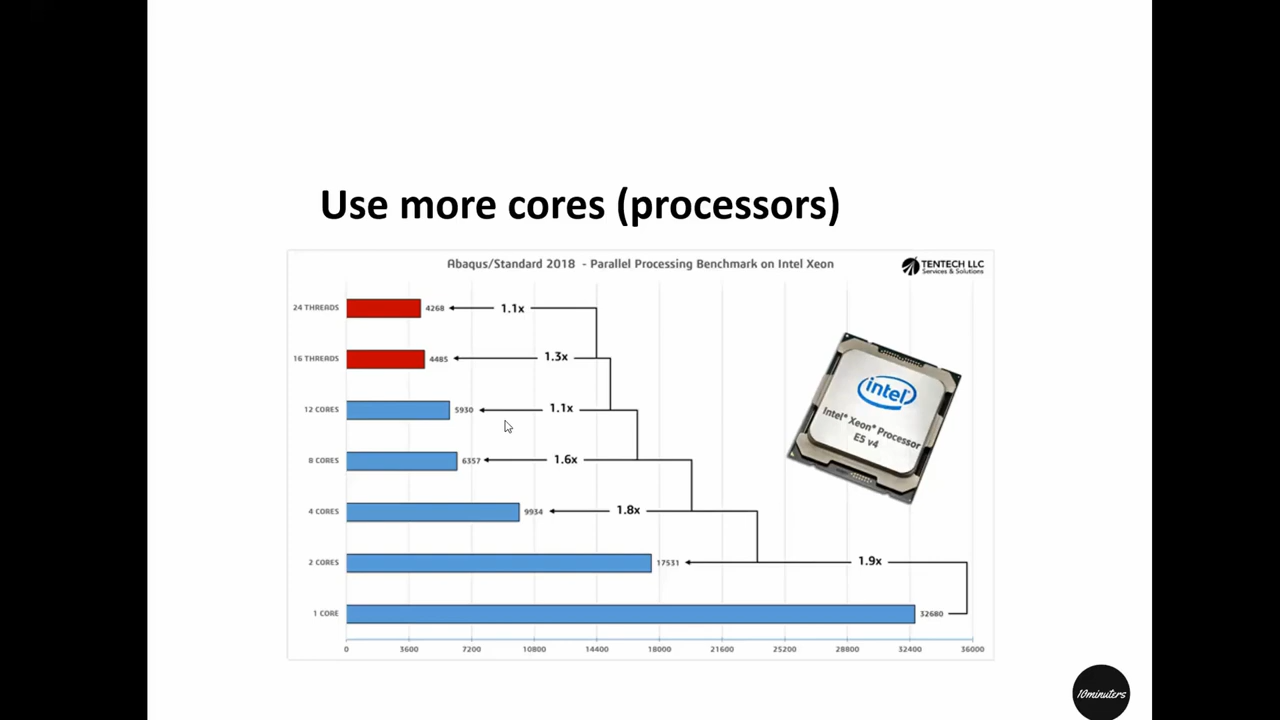 Use more cores (processors)
Abaqus/Standard 2018 - Parallel Processing Benchmark on Intel Xeon
TENTECH LLC
Services & Solutions
24 THREADS 4268 1.1x
16 THREADS 4485 1.3x
12 CORES 5930 1.1x
8 CORES 6357 1.6x
4 CORES 9934 1.8x
2 CORES 17531 1.9x
1 CORE 32680
0 3600 7200 10800 14400 18000 21600 25200 28800 32400 36000
intel
Intel® Xeon® Processor
E5 v4
10minuters